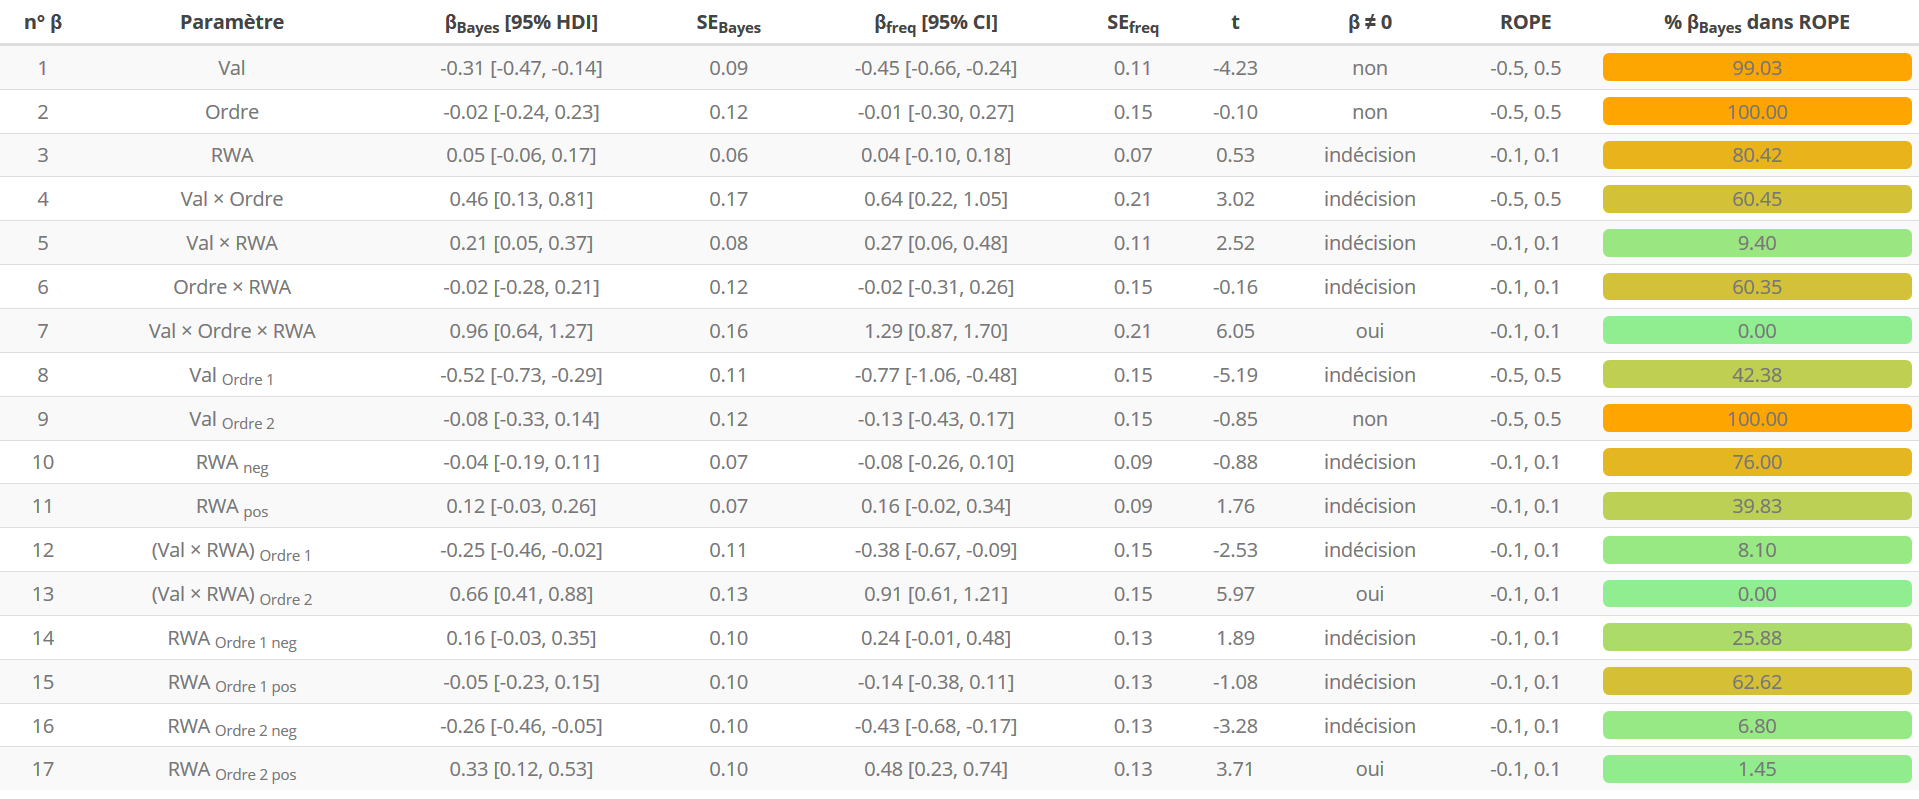 n° β Paramètre βBayes [95% HDI] SEBayes βfreq [95% CI] SEfreq t β ≠ 0 ROPE % βBayes dans ROPE
1 Val -0.31 [-0.47, -0.14] 0.09 -0.45 [-0.66, -0.24] 0.11 -4.23 non -0.5, 0.5 99.03
2 Ordre -0.02 [-0.24, 0.23] 0.12 -0.01 [-0.30, 0.27] 0.15 -0.10 non -0.5, 0.5 100.00
3 RWA 0.05 [-0.06, 0.17] 0.06 0.04 [-0.10, 0.18] 0.07 0.53 indécision -0.1, 0.1 80.42
4 Val × Ordre 0.46 [0.13, 0.81] 0.17 0.64 [0.22, 1.05] 0.21 3.02 indécision -0.5, 0.5 60.45
5 Val × RWA 0.21 [0.05, 0.37] 0.08 0.27 [0.06, 0.48] 0.11 2.52 indécision -0.1, 0.1 9.40
6 Ordre × RWA -0.02 [-0.28, 0.21] 0.12 -0.02 [-0.31, 0.26] 0.15 -0.16 indécision -0.1, 0.1 60.35
7 Val × Ordre × RWA 0.96 [0.64, 1.27] 0.16 1.29 [0.87, 1.70] 0.21 6.05 oui -0.1, 0.1 0.00
8 Val Ordre 1 -0.52 [-0.73, -0.29] 0.11 -0.77 [-1.06, -0.48] 0.15 -5.19 indécision -0.5, 0.5 42.38
9 Val Ordre 2 -0.08 [-0.33, 0.14] 0.12 -0.13 [-0.43, 0.17] 0.15 -0.85 non -0.5, 0.5 100.00
10 RWA neg -0.04 [-0.19, 0.11] 0.07 -0.08 [-0.26, 0.10] 0.09 -0.88 indécision -0.1, 0.1 76.00
11 RWA pos 0.12 [-0.03, 0.26] 0.07 0.16 [-0.02, 0.34] 0.09 1.76 indécision -0.1, 0.1 39.83
12 (Val × RWA) Ordre 1 -0.25 [-0.46, -0.02] 0.11 -0.38 [-0.67, -0.09] 0.15 -2.53 indécision -0.1, 0.1 8.10
13 (Val × RWA) Ordre 2 0.66 [0.41, 0.88] 0.13 0.91 [0.61, 1.21] 0.15 5.97 oui -0.1, 0.1 0.00
14 RWA Ordre 1 neg 0.16 [-0.03, 0.35] 0.10 0.24 [-0.01, 0.48] 0.13 1.89 indécision -0.1, 0.1 25.88
15 RWA Ordre 1 pos -0.05 [-0.23, 0.15] 0.10 -0.14 [-0.38, 0.11] 0.13 -1.08 indécision -0.1, 0.1 62.62
16 RWA Ordre 2 neg -0.26 [-0.46, -0.05] 0.10 -0.43 [-0.68, -0.17] 0.13 -3.28 indécision -0.1, 0.1 6.80
17 RWA Ordre 2 pos 0.33 [0.12, 0.53] 0.10 0.48 [0.23, 0.74] 0.13 3.71 oui -0.1, 0.1 1.45